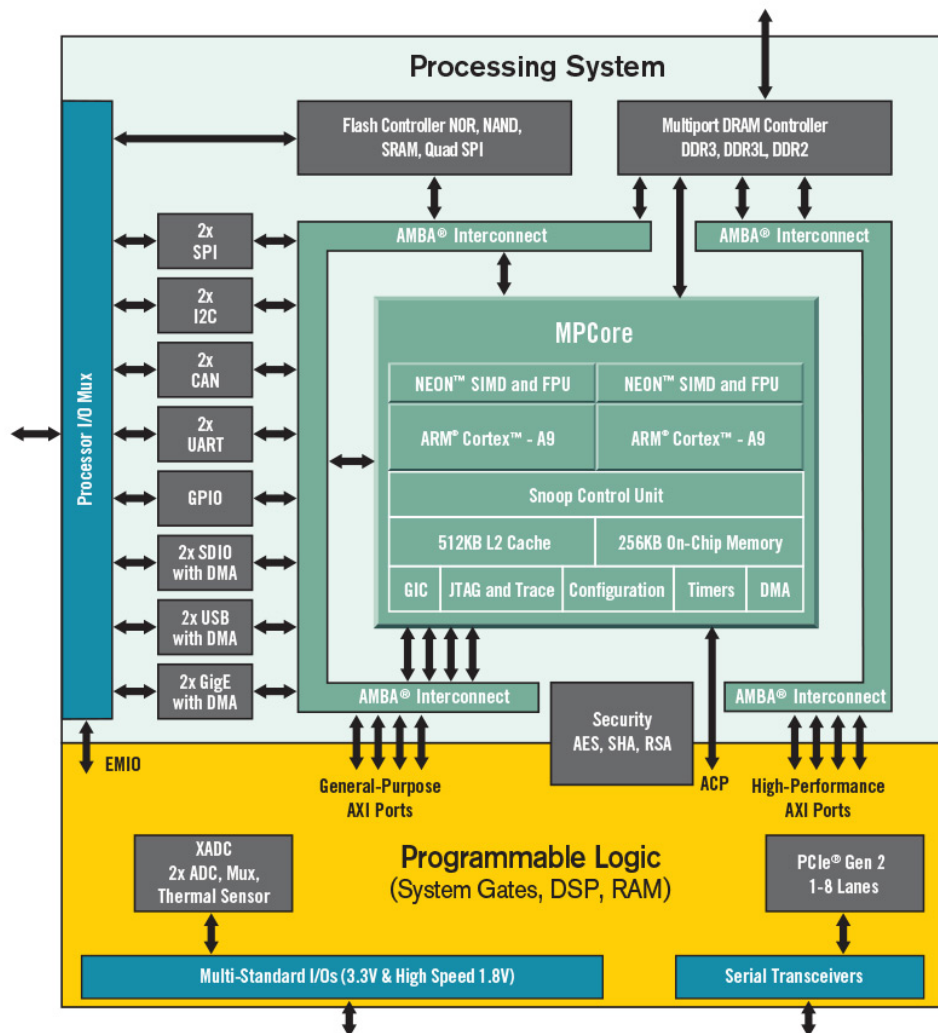 Processing System
Flash Controller NOR, NAND,
SRAM, Quad SPI
Multiport DRAM Controller
DDR3, DDR3L, DDR2
AMBA® Interconnect
AMBA® Interconnect
Processor I/O Mux
2x
SPI
2x
I2C
2x
CAN
2x
UART
GPIO
2x SDIO
with DMA
2x USB
with DMA
2x GigE
with DMA
MPCore
NEON™ SIMD and FPU
NEON™ SIMD and FPU
ARM® Cortex™ - A9
ARM® Cortex™ - A9
Snoop Control Unit
512KB L2 Cache
256KB On-Chip Memory
GIC
JTAG and Trace
Configuration
Timers
DMA
AMBA® Interconnect
AMBA® Interconnect
Security
AES, SHA, RSA
EMIO
General-Purpose
AXI Ports
ACP
High-Performance
AXI Ports
XADC
2x ADC, Mux,
Thermal Sensor
Programmable Logic
(System Gates, DSP, RAM)
PCIe® Gen 2
1-8 Lanes
Multi-Standard I/Os (3.3V & High Speed 1.8V)
Serial Transceivers